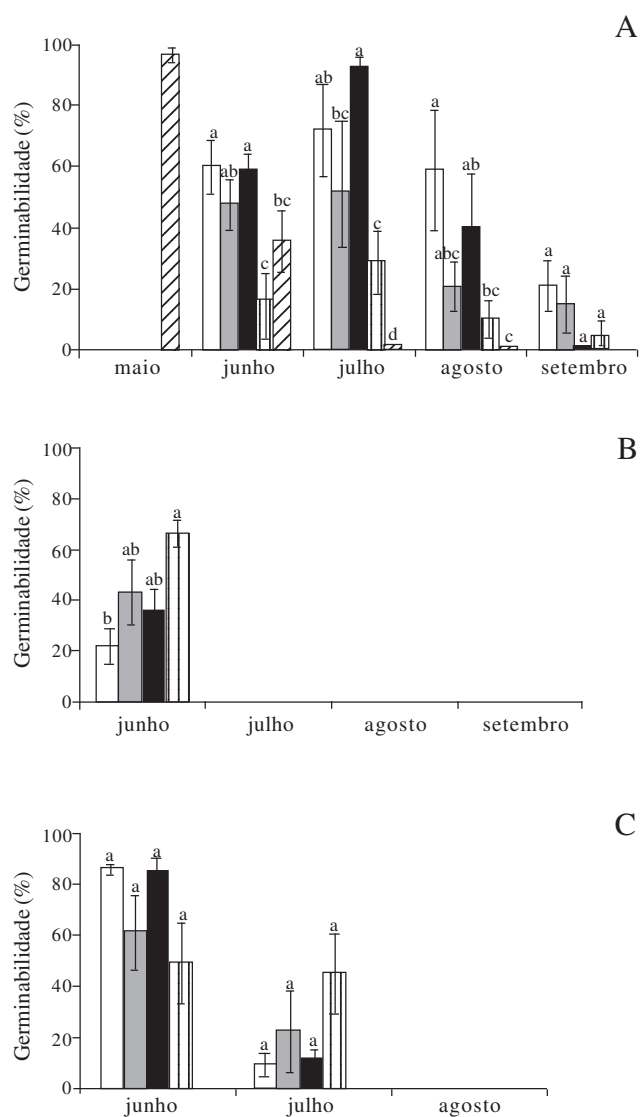 A
Germinabilidade (%)
100
80
60
40
20
0
a
ab
a
c
bc
ab
bc
a
c
d
a
abc
ab
bc
c
a
a
a
a
maio junho julho agosto setembro
B
Germinabilidade (%)
100
80
60
40
20
0
b
ab
ab
a
junho julho agosto setembro
C
Germinabilidade (%)
100
80
60
40
20
0
a
a
a
a
a
a
a
a
junho julho agosto